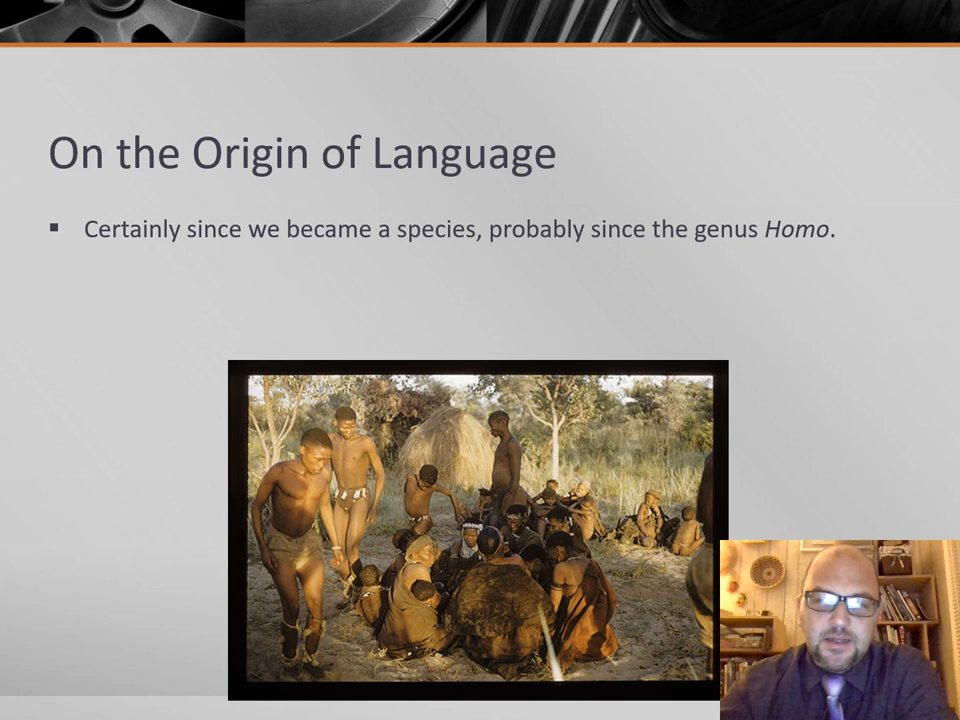 On the Origin of Language
▪ Certainly since we became a species, probably since the genus Homo.